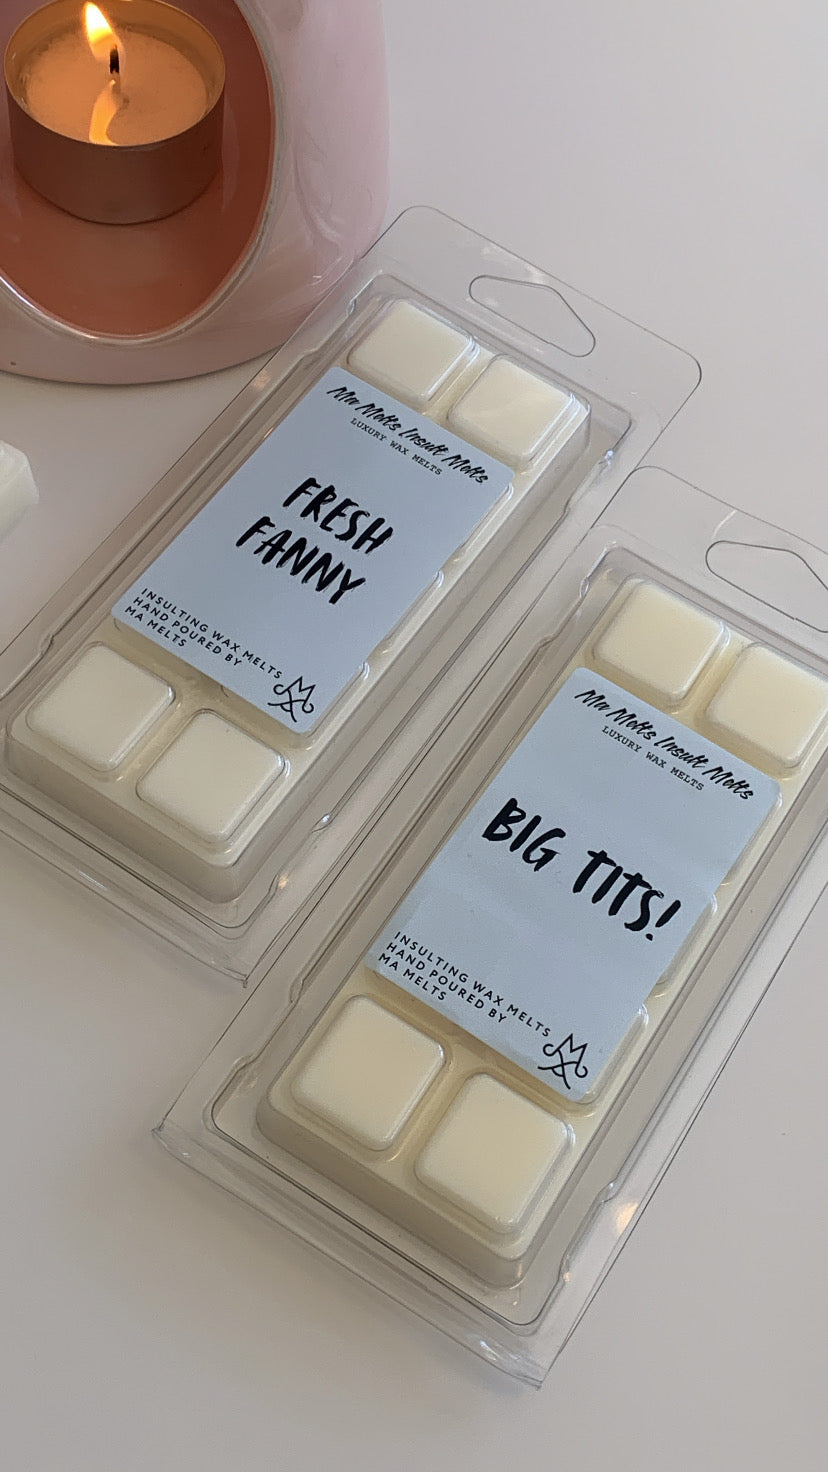 Ma Melts Insult Melts
LUXURY WAX MELTS
FRESH
FANNY
INSULTING WAX MELTS
HAND POURED BY
MA MELTS
Ma Melts Insult Melts
LUXURY WAX MELTS
BIG TITS!
INSULTING WAX MELTS
HAND POURED BY
MA MELTS